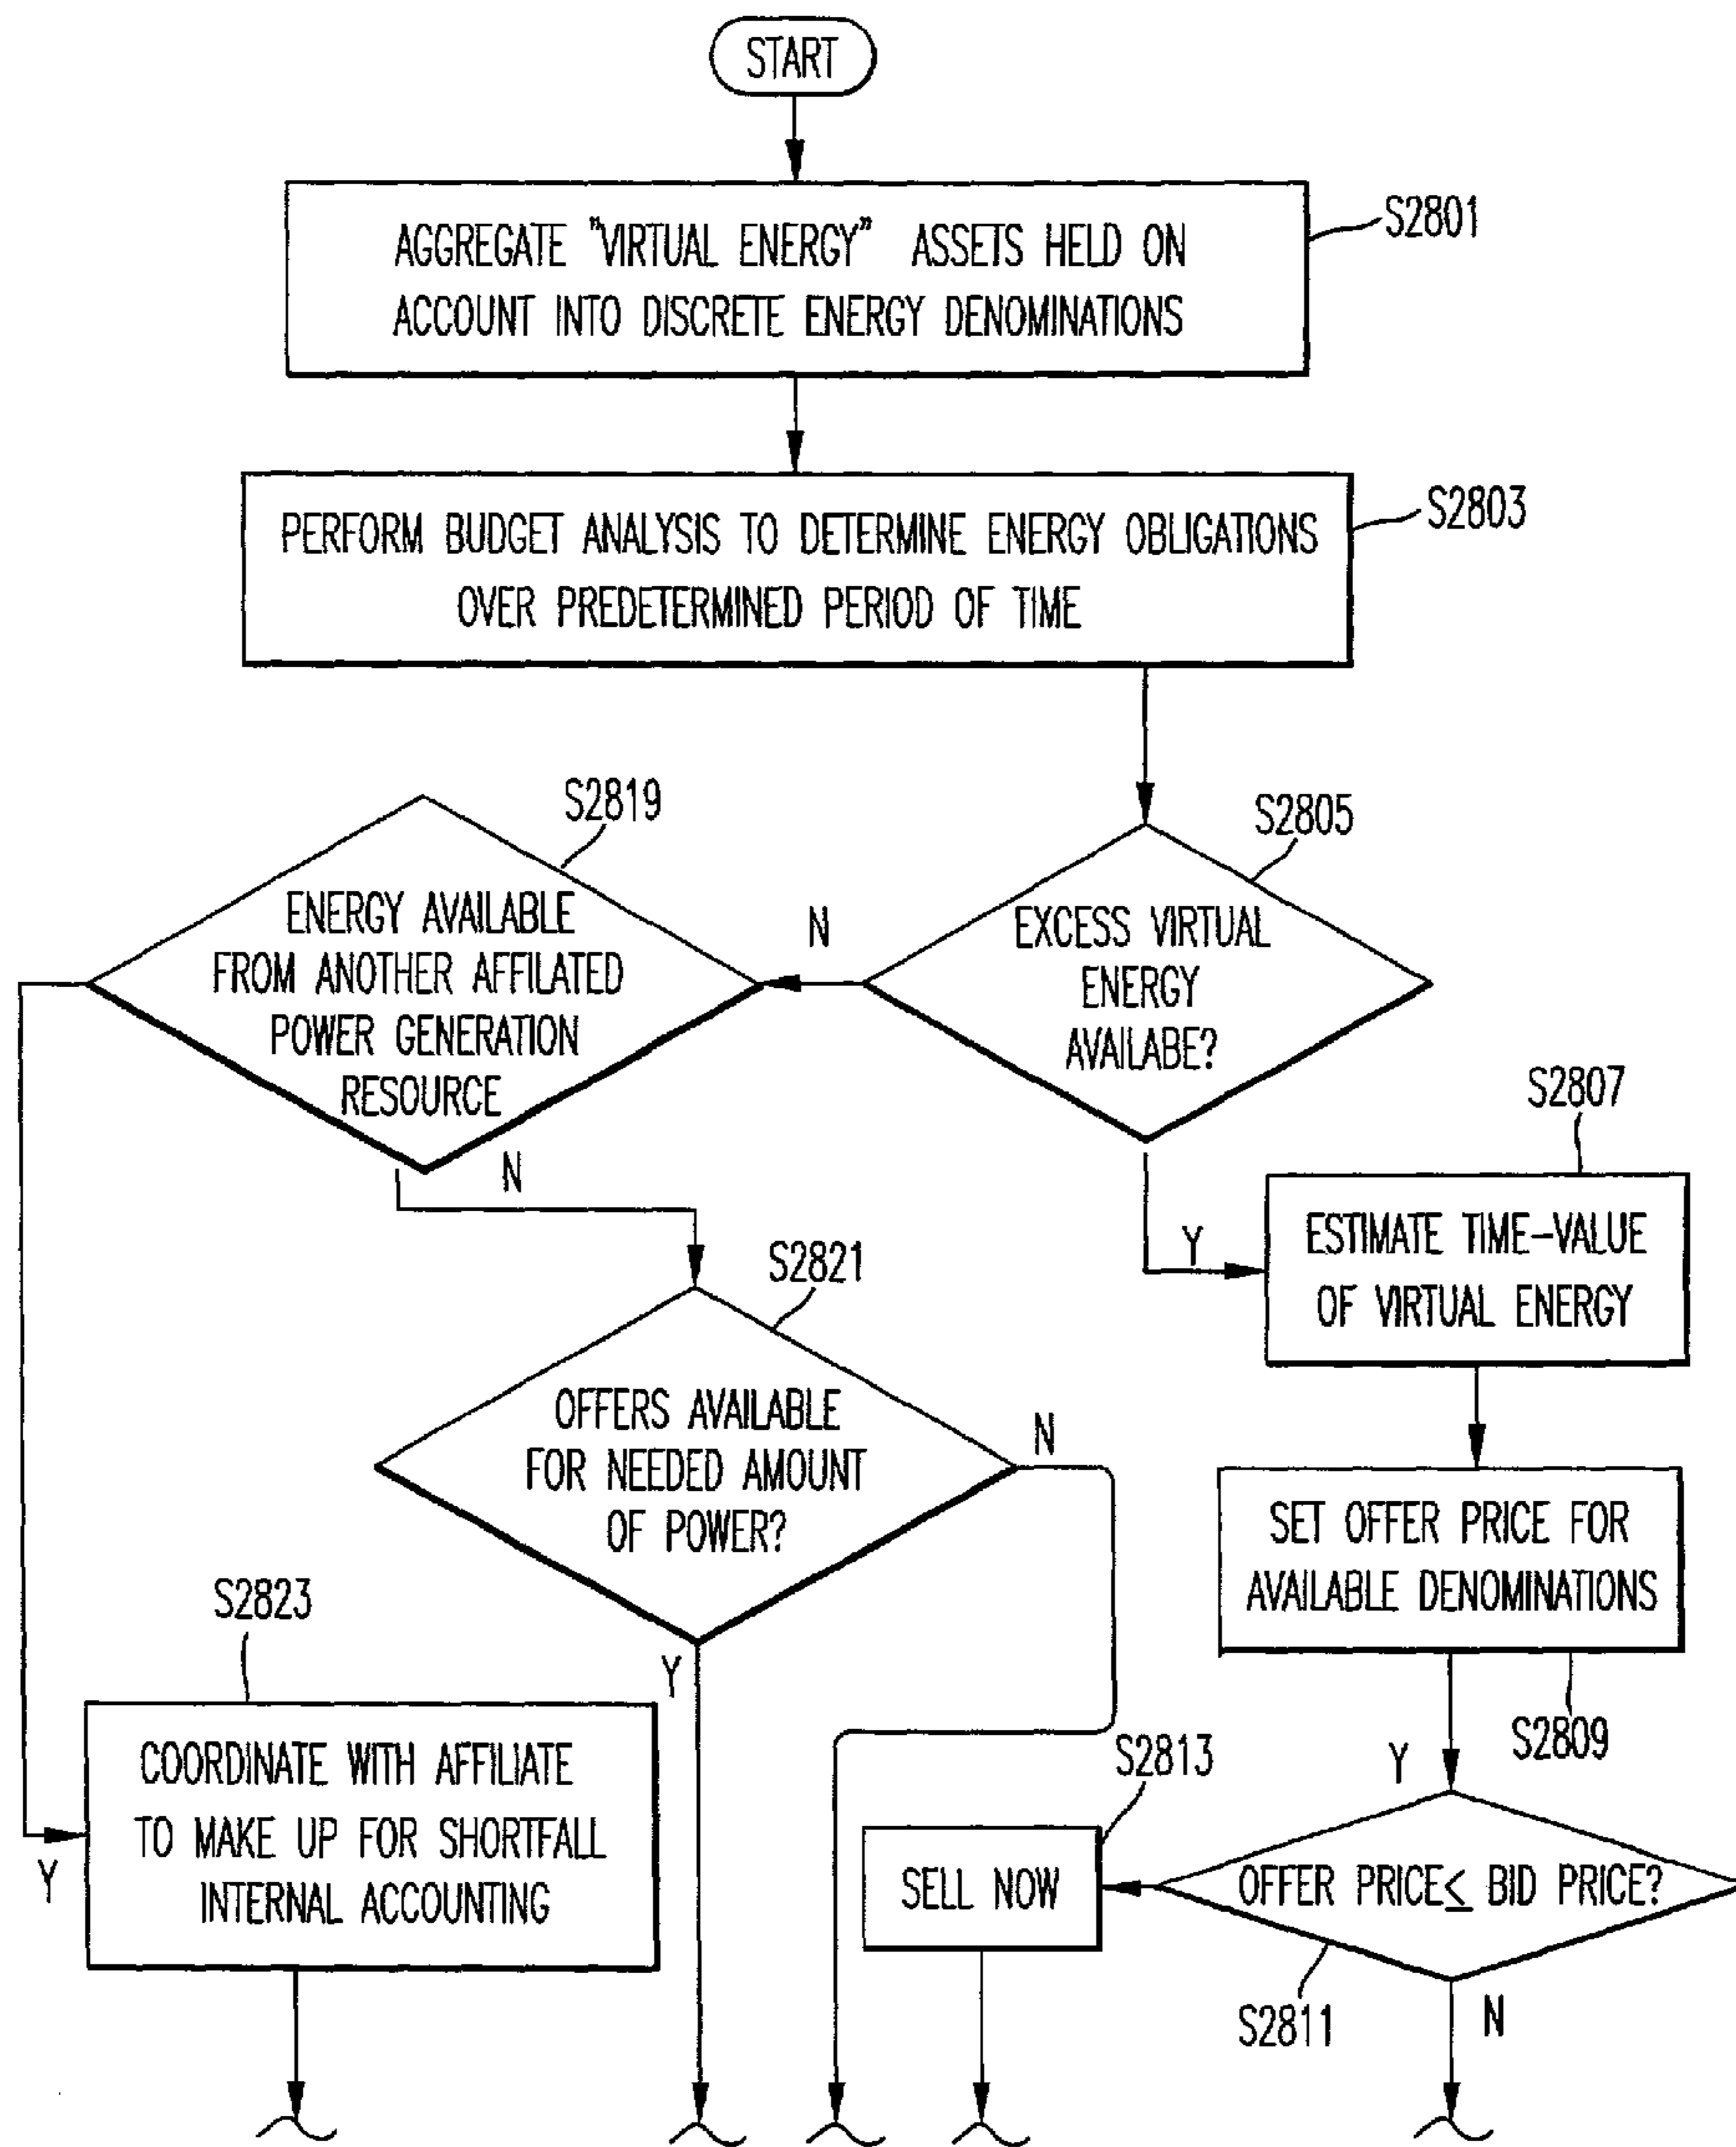 START
AGGREGATE "VIRTUAL ENERGY" ASSETS HELD ON
ACCOUNT INTO DISCRETE ENERGY DENOMINATIONS
S2801
PERFORM BUDGET ANALYSIS TO DETERMINE ENERGY OBLIGATIONS
OVER PREDETERMINED PERIOD OF TIME
S2803
S2819
ENERGY AVAILABLE
FROM ANOTHER AFFILATED
POWER GENERATION
RESOURCE
N
S2805
EXCESS VIRTUAL
ENERGY
AVAILABE?
N
Y
S2807
ESTIMATE TIME-VALUE
OF VIRTUAL ENERGY
S2821
OFFERS AVAILABLE
FOR NEEDED AMOUNT
OF POWER?
N
Y
SET OFFER PRICE FOR
AVAILABLE DENOMINATIONS
S2809
S2823
COORDINATE WITH AFFILIATE
TO MAKE UP FOR SHORTFALL
INTERNAL ACCOUNTING
Y
S2813
SELL NOW
Y
OFFER PRICE≤ BID PRICE?
S2811
N